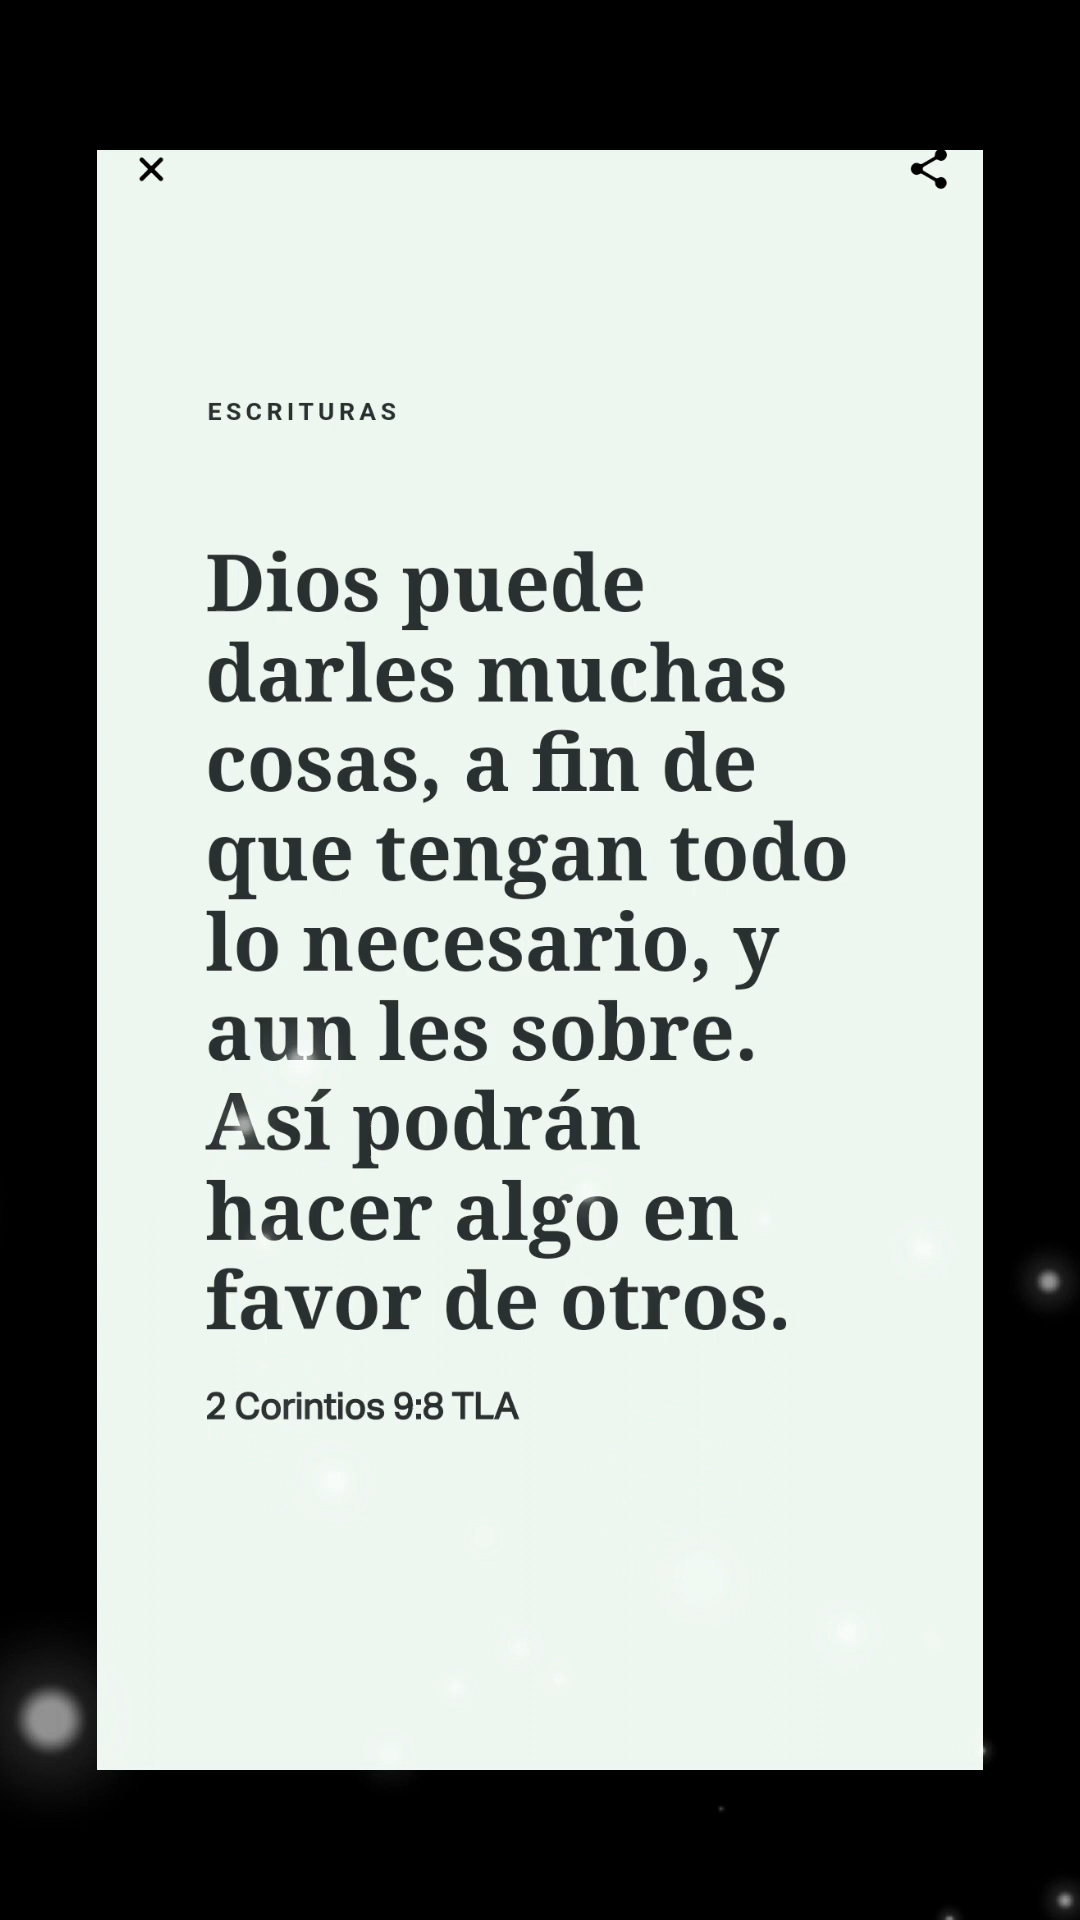 ESCRITURAS
Dios puede
darles muchas
cosas, a fin de
que tengan todo
lo necesario, y
aun les sobre.
Así podrán
hacer algo en
favor de otros.
2 Corintios 9:8 TLA